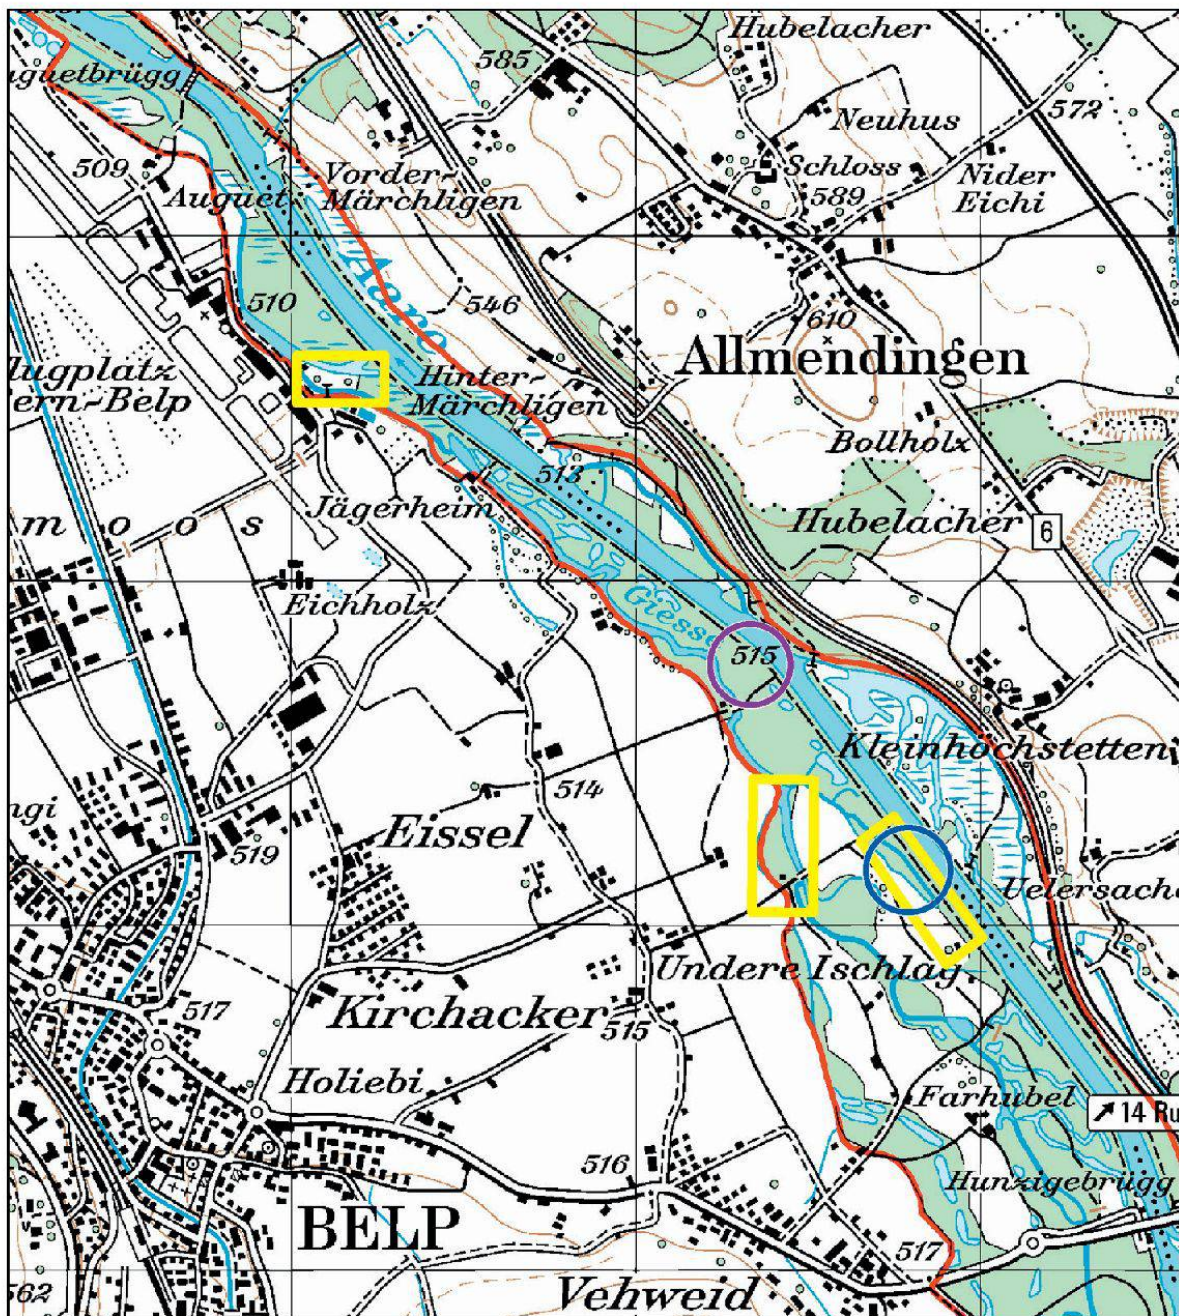 Hubelacher
585
uguetbrügg
572
Neuhus
509
Vorder-
Märchligen
Schloss
Nider
Eichi
Auguet
589
Aare
510
546
610
Allmendingen
lugplatz
ern-Belp
Hinter-
Märchligen
Bollholz
513
Jägerheim
Hubelacher
6
m o o s
Eichholz
Giesse
515
Kleinhöchstetten
514
ngi
Eissel
519
Uelersache
Undere Ischlag
517
Kirchacker
515
Holiebi
Farhubel
14 Ru
516
Hunzigebrügg
BELP
517
562
Vehweid